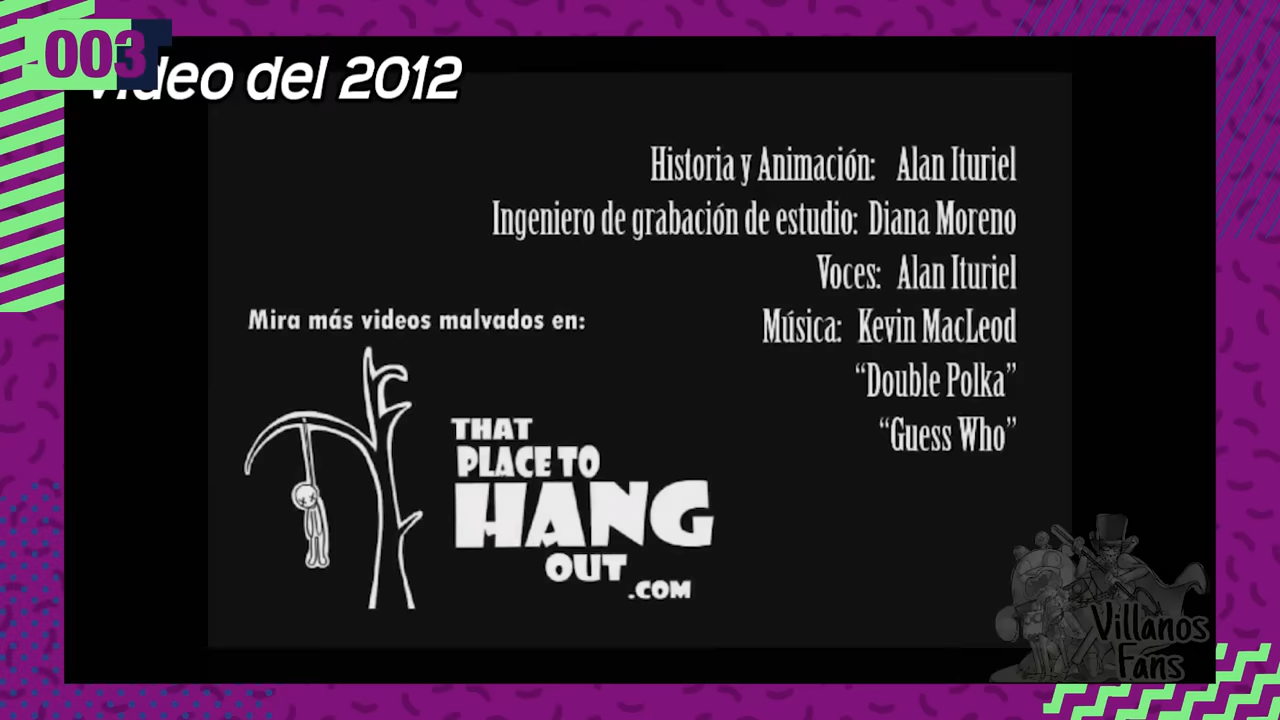 003
Video del 2012
Historia y Animación: Alan Ituriel
Ingeniero de grabación de estudio: Diana Moreno
Voces: Alan Ituriel
Mira más videos malvados en:
Música: Kevin MacLeod
“Double Polka”
“Guess Who”
THAT
PLACE TO
HANG
OUT
.COM
Villanos
Fans